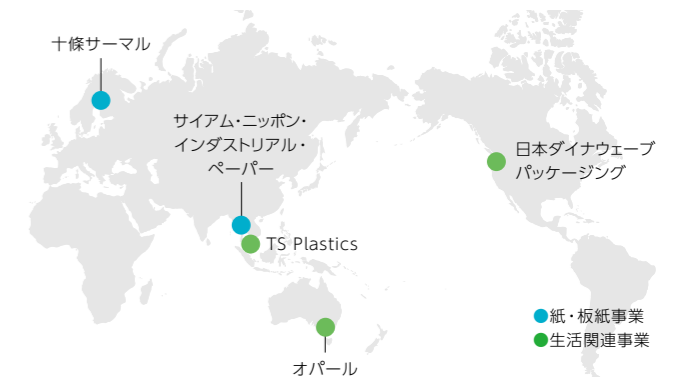 十條サーマル
サイアム・ニッポン・
インダストリアル・
ペーパー
日本ダイナウェーブ
パッケージング
TS Plastics
オパール
●紙・板紙事業
●生活関連事業